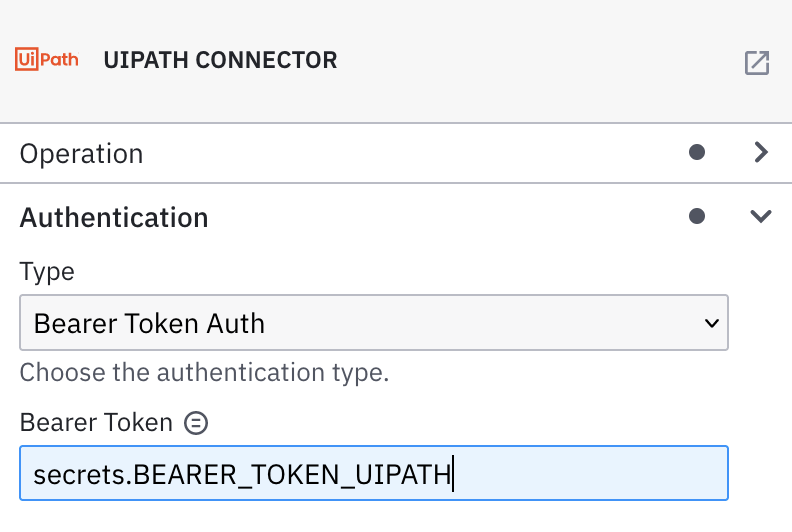 UiPath UIPATH CONNECTOR
Operation
Authentication
Type
Bearer Token Auth
Choose the authentication type.
Bearer Token
secrets.BEARER_TOKEN_UIPATH